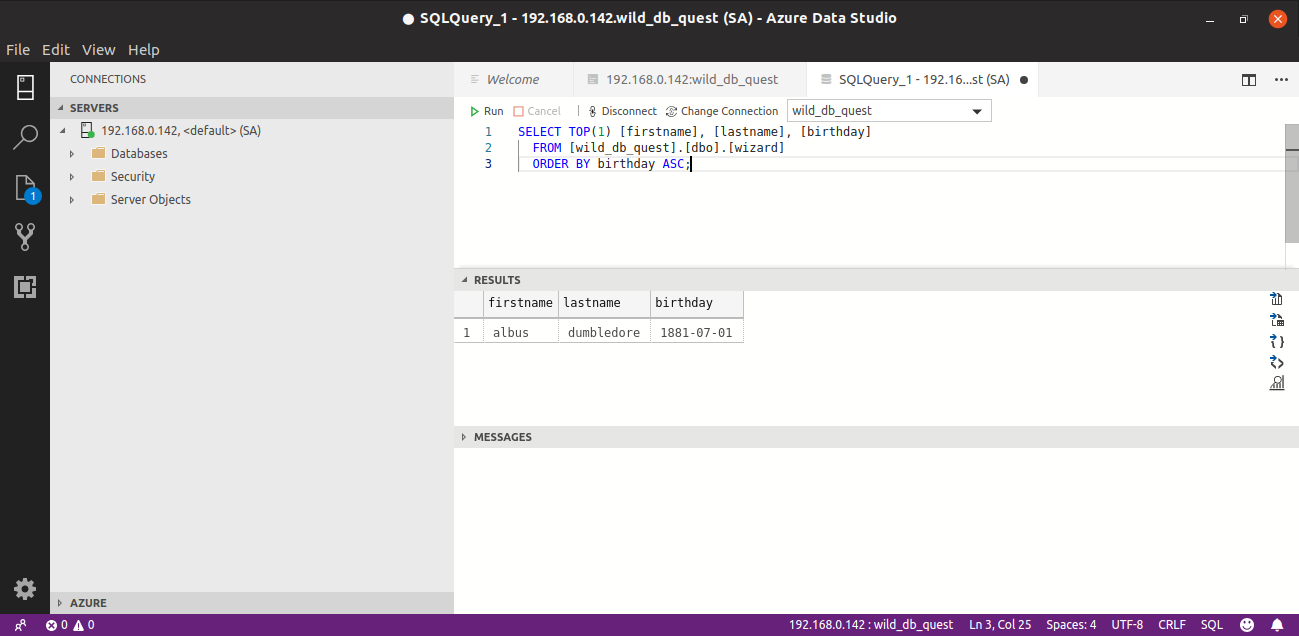 ● SQLQuery_1 - 192.168.0.142.wild_db_quest (SA) - Azure Data Studio
File Edit View Help
CONNECTIONS
SERVERS
192.168.0.142, <default> (SA)
Databases
Security
Server Objects
1
AZURE
Welcome
192.168.0.142:wild_db_quest
SQLQuery_1 - 192.16...st (SA) ●
Run Cancel | Disconnect Change Connection wild_db_quest
1 SELECT TOP(1) [firstname], [lastname], [birthday]
2 FROM [wild_db_quest].[dbo].[wizard]
3 ORDER BY birthday ASC;
RESULTS
firstname lastname birthday
1 albus dumbledore 1881-07-01
MESSAGES
0 0 192.168.0.142 : wild_db_quest Ln 3, Col 25 Spaces: 4 UTF-8 CRLF SQL